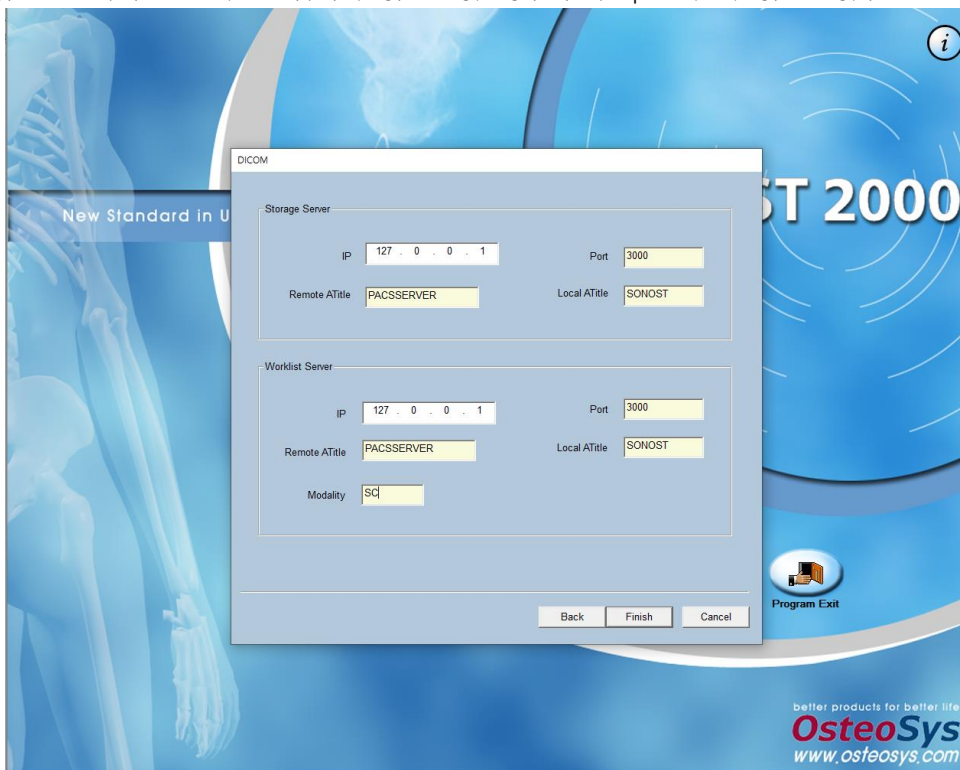 i
DICOM
New Standard in U
ST 2000
Storage Server
IP 127 . 0 . 0 . 1 Port 3000
Remote ATitle PACSSERVER Local ATitle SONOST
Worklist Server
IP 127 . 0 . 0 . 1 Port 3000
Remote ATitle PACSSERVER Local ATitle SONOST
Modality SC
Back Finish Cancel
Program Exit
better products for better life
OsteoSys
www.osteosys.com